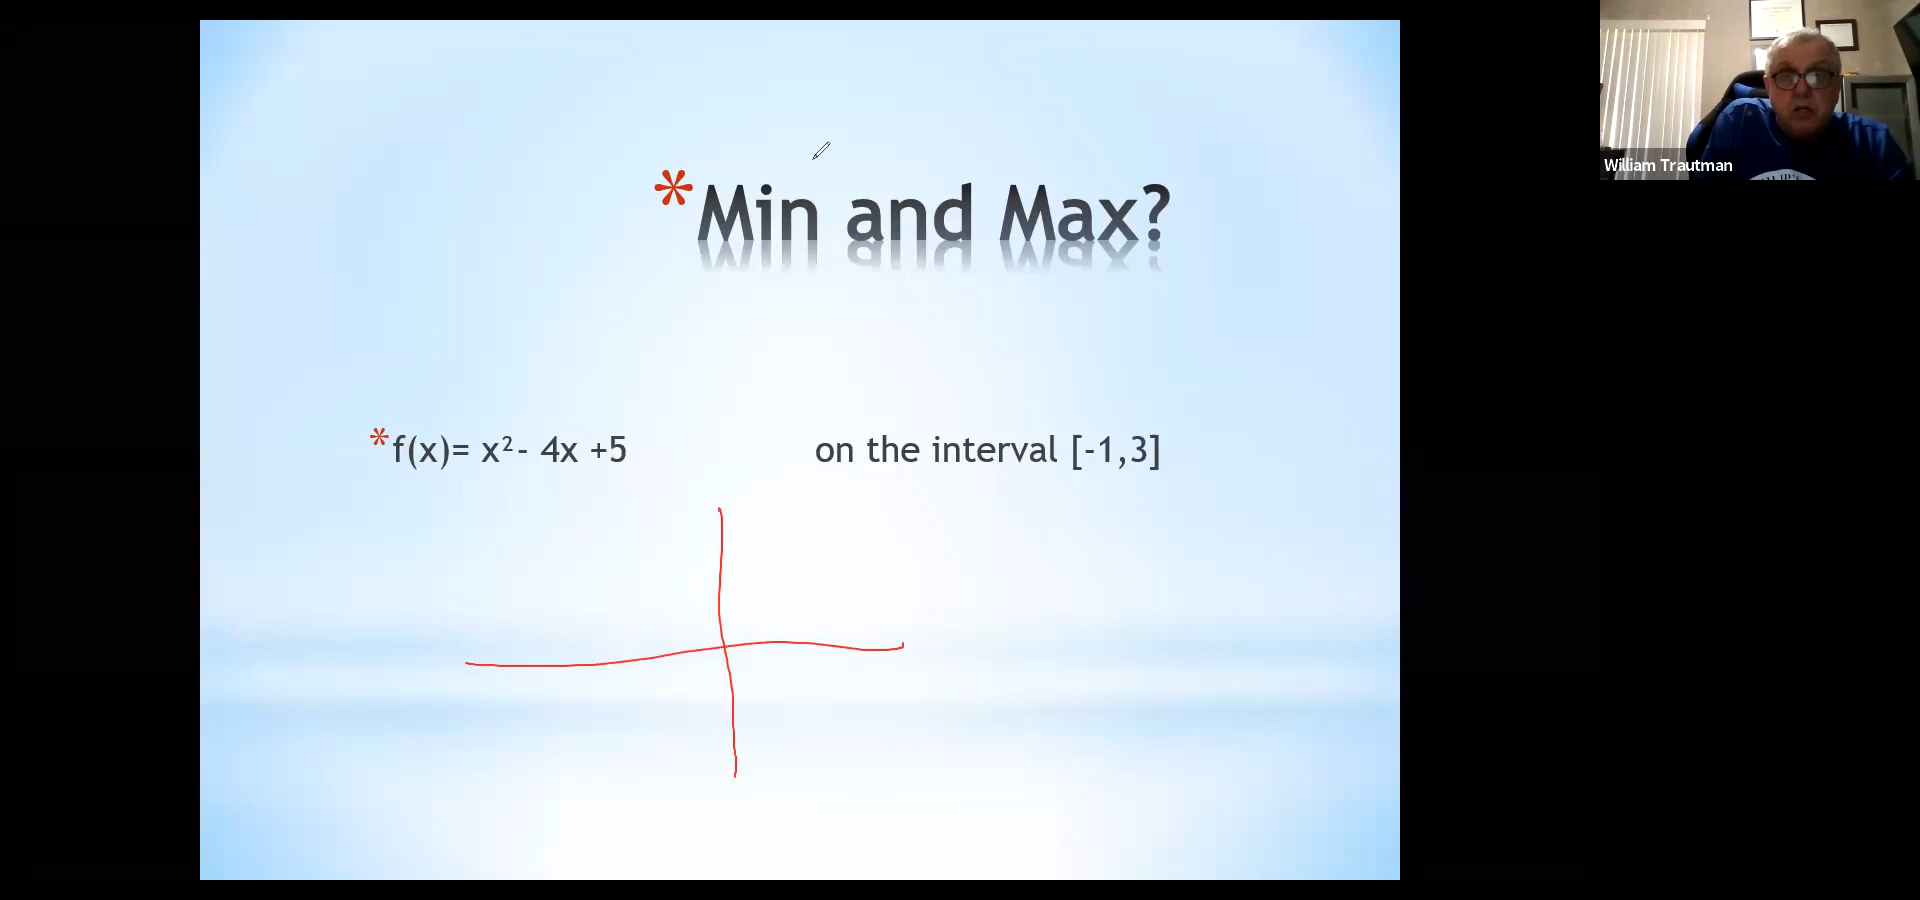 *Min and Max?
*f(x)= x²- 4x +5 on the interval [-1,3]
William Trautman